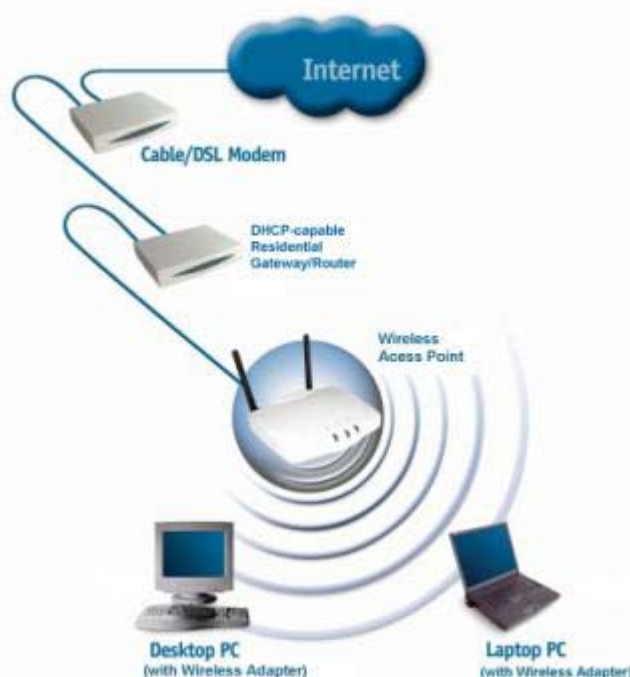 Internet
Cable/DSL Modem
DHCP-capable
Residential
Gateway/Router
Wireless
Acess Point
Desktop PC
(with Wireless Adapter)
Laptop PC
(with Wireless Adapter)